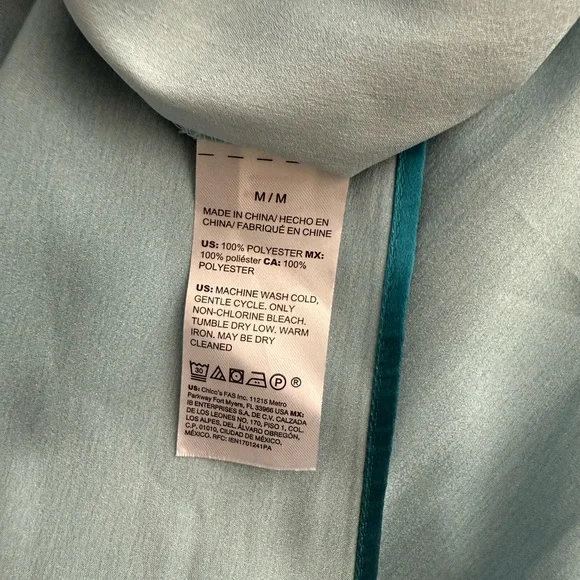 M/M
MADE IN CHINA/ HECHO EN
CHINA/ FABRIQUÉ EN CHINE
US: 100% POLYESTER MX:
100% poliéster CA: 100%
POLYESTER
US: MACHINE WASH COLD,
GENTLE CYCLE. ONLY
NON-CHLORINE BLEACH.
TUMBLE DRY LOW. WARM
IRON. MAY BE DRY
CLEANED
30 P ®
US: Chico's FAS Inc. 11215 Metro
Parkway Fort Myers, FL 33966 USA MX:
IB ENTERPRISES S.A. DE C.V. CALZADA
DE LOS LEONES NO. 170, PISO 1, COL.
LOS ALPES, DEL. ÁLVARO OBREGÓN,
C.P. 01010, CIUDAD DE MÉXICO,
MÉXICO. RFC: IEN1701241PA